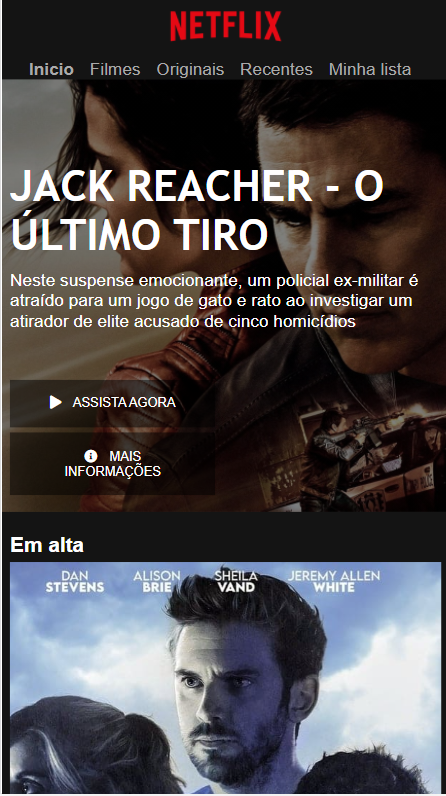 NETFLIX
Inicio Filmes Originais Recentes Minha lista
JACK REACHER - O
ÚLTIMO TIRO
Neste suspense emocionante, um policial ex-militar é
atraído para um jogo de gato e rato ao investigar um
atirador de elite acusado de cinco homicídios
ASSISTA AGORA
MAIS
INFORMAÇÕES
Em alta
DAN ALISON SHEILA JEREMY ALLEN
STEVENS BRIE VAND WHITE